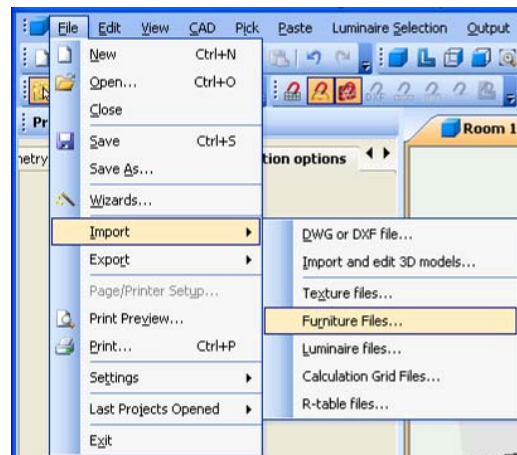 File Edit View CAD Pick Paste Luminaire Selection Output
New Ctrl+N
Open... Ctrl+O
Close
Save Ctrl+S
Save As...
Wizards...
Import
Export
Page/Printer Setup...
Print Preview...
Print... Ctrl+P
Settings
Last Projects Opened
Exit
Pr
Room 1
metry
tion options
DWG or DXF file...
Import and edit 3D models...
Texture files...
Furniture Files...
Luminaire files...
Calculation Grid Files...
R-table files...